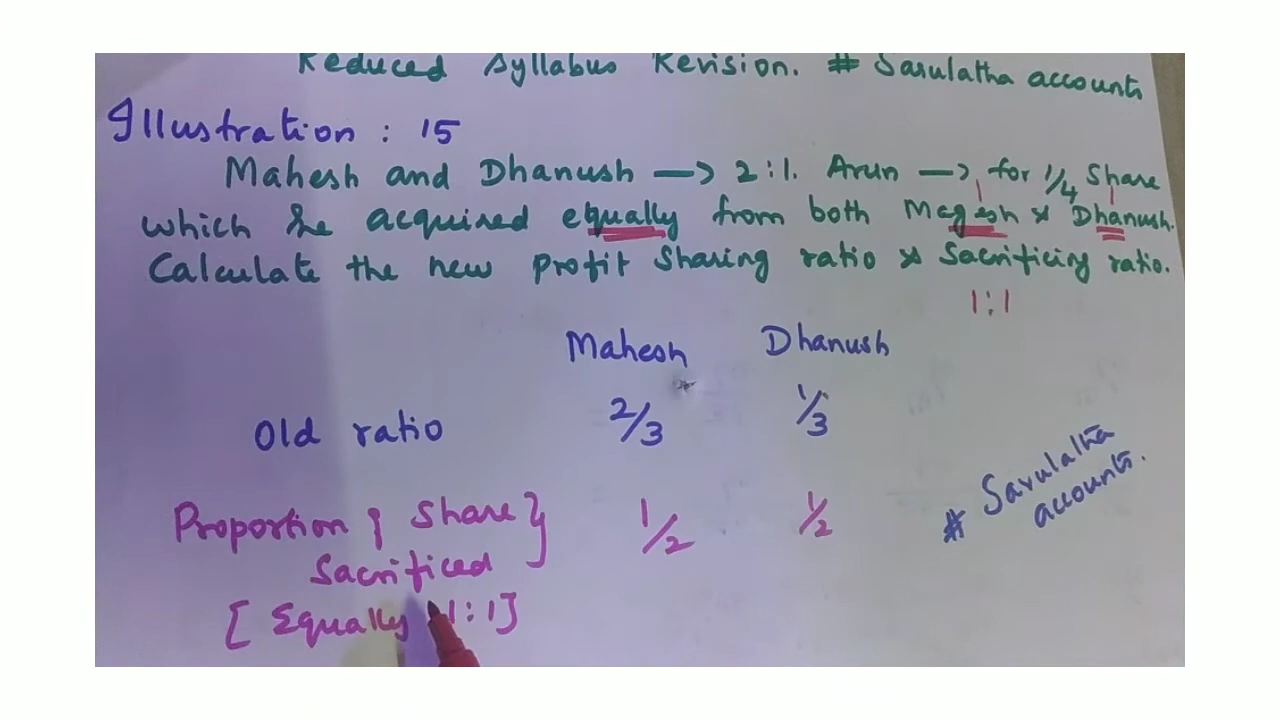 Reduced Syllabus Revision. # Sarulatha accounts
Illustration : 15
Mahesh and Dhanush → 2:1. Arun → for 1/4 Share
which he acquired equally from both Magesh & Dhanush.
Calculate the new profit sharing ratio & Sacrificing ratio.
1:1
Mahesh Dhanush
Old ratio 2/3 1/3
# Sarulatha
accounts.
Proportion of Share 1/2 1/2
Sacrificed
[Equally 1:1]